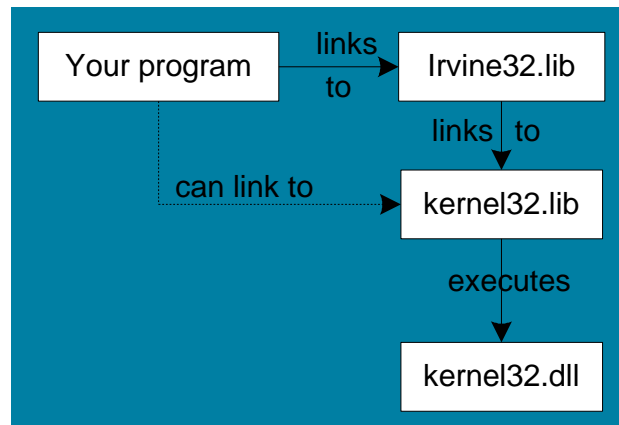 Your program
links
to
Irvine32.lib
links to
can link to
kernel32.lib
executes
kernel32.dll